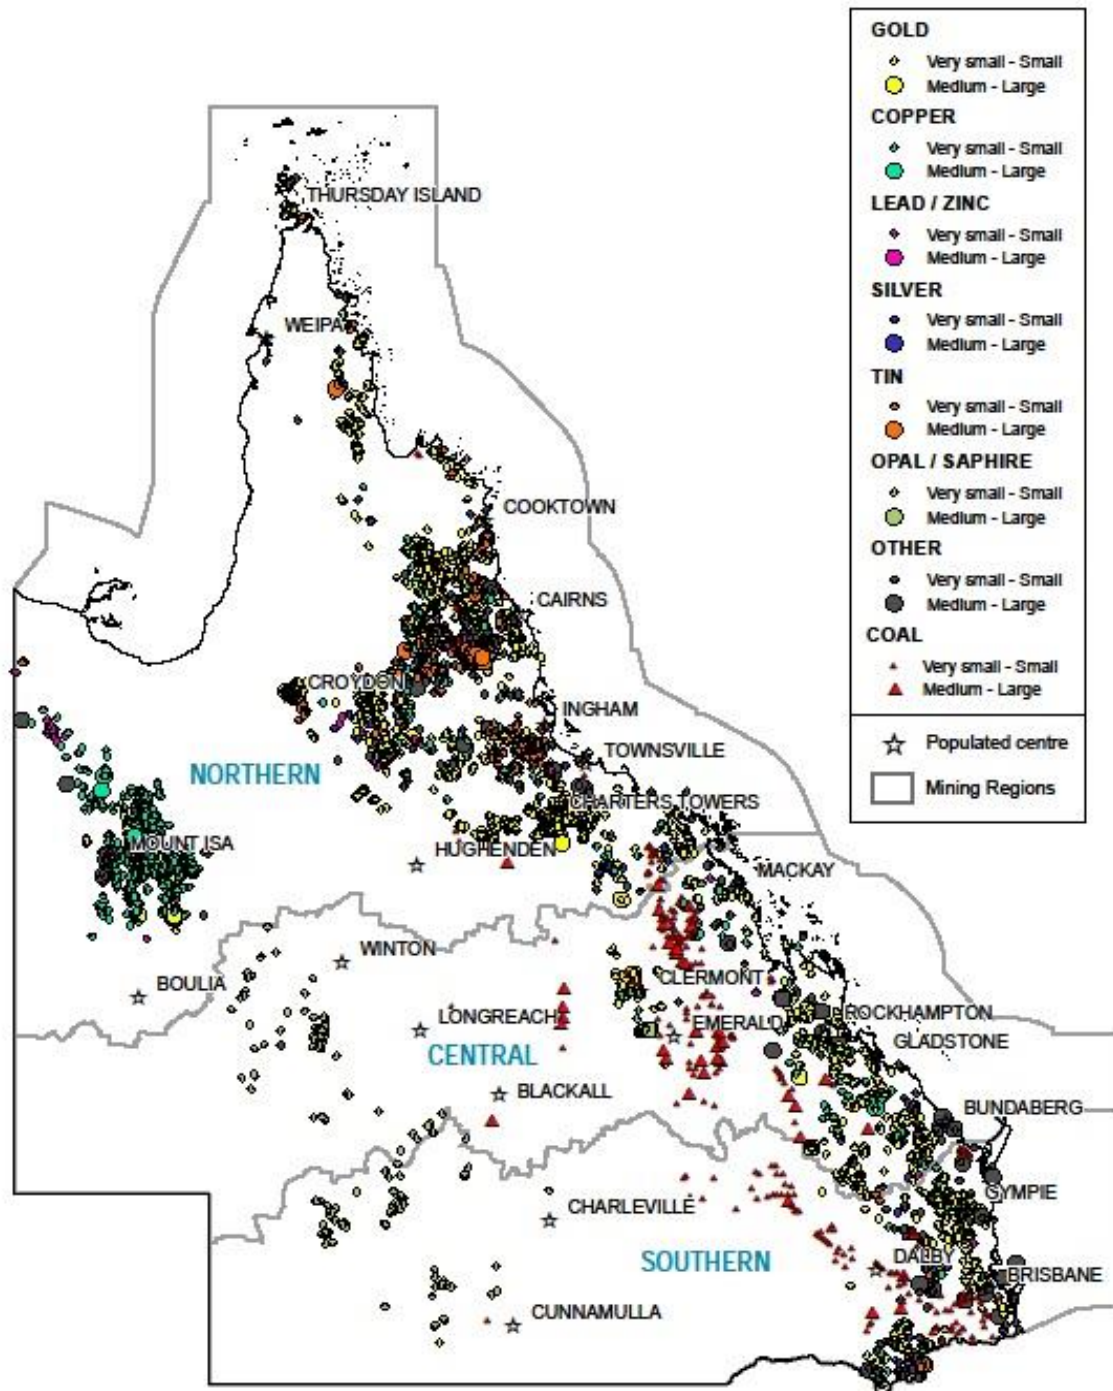 GOLD
Very small - Small
Medium - Large
COPPER
Very small - Small
Medium - Large
LEAD / ZINC
Very small - Small
Medium - Large
SILVER
Very small - Small
Medium - Large
TIN
Very small - Small
Medium - Large
OPAL / SAPHIRE
Very small - Small
Medium - Large
OTHER
Very small - Small
Medium - Large
COAL
Very small - Small
Medium - Large
Populated centre
Mining Regions
THURSDAY ISLAND
WEIPA
COOKTOWN
CAIRNS
CROYDON
INGHAM
TOWNSVILLE
NORTHERN
CHARTERS TOWERS
MOUNT ISA
HUGHENDEN
MACKAY
WINTON
CLERMONT
BOULIA
LONGREACH
EMERALD
ROCKHAMPTON
GLADSTONE
CENTRAL
BLACKALL
BUNDABERG
GYMPIE
CHARLEVILLE
SOUTHERN
DALBY
BRISBANE
CUNNAMULLA